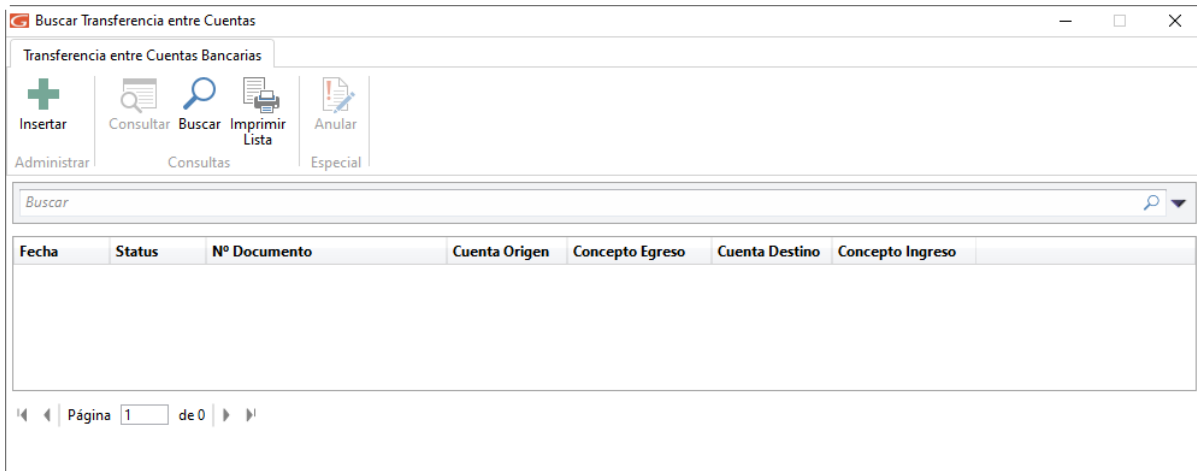 Buscar Transferencia entre Cuentas
Transferencia entre Cuentas Bancarias
Insertar Consultar Buscar Imprimir Lista Anular
Administrar Consultas Especial
Buscar
Fecha Status Nº Documento Cuenta Origen Concepto Egreso Cuenta Destino Concepto Ingreso
Página 1 de 0